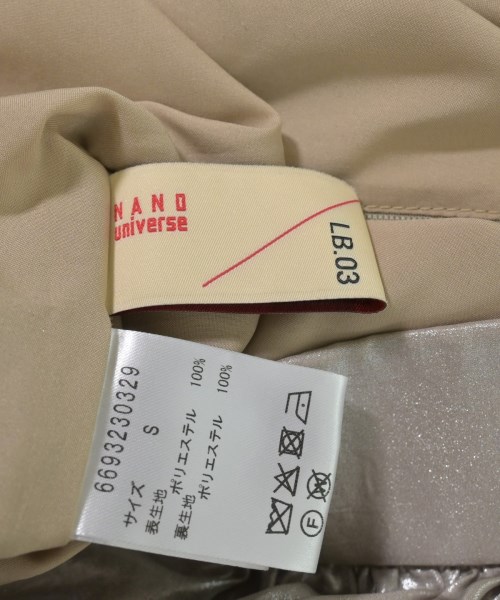 NANO
universe
LB.03
6693230329
サイズ S
表生地 ポリエステル 100%
裏生地 ポリエステル 100%
F
W